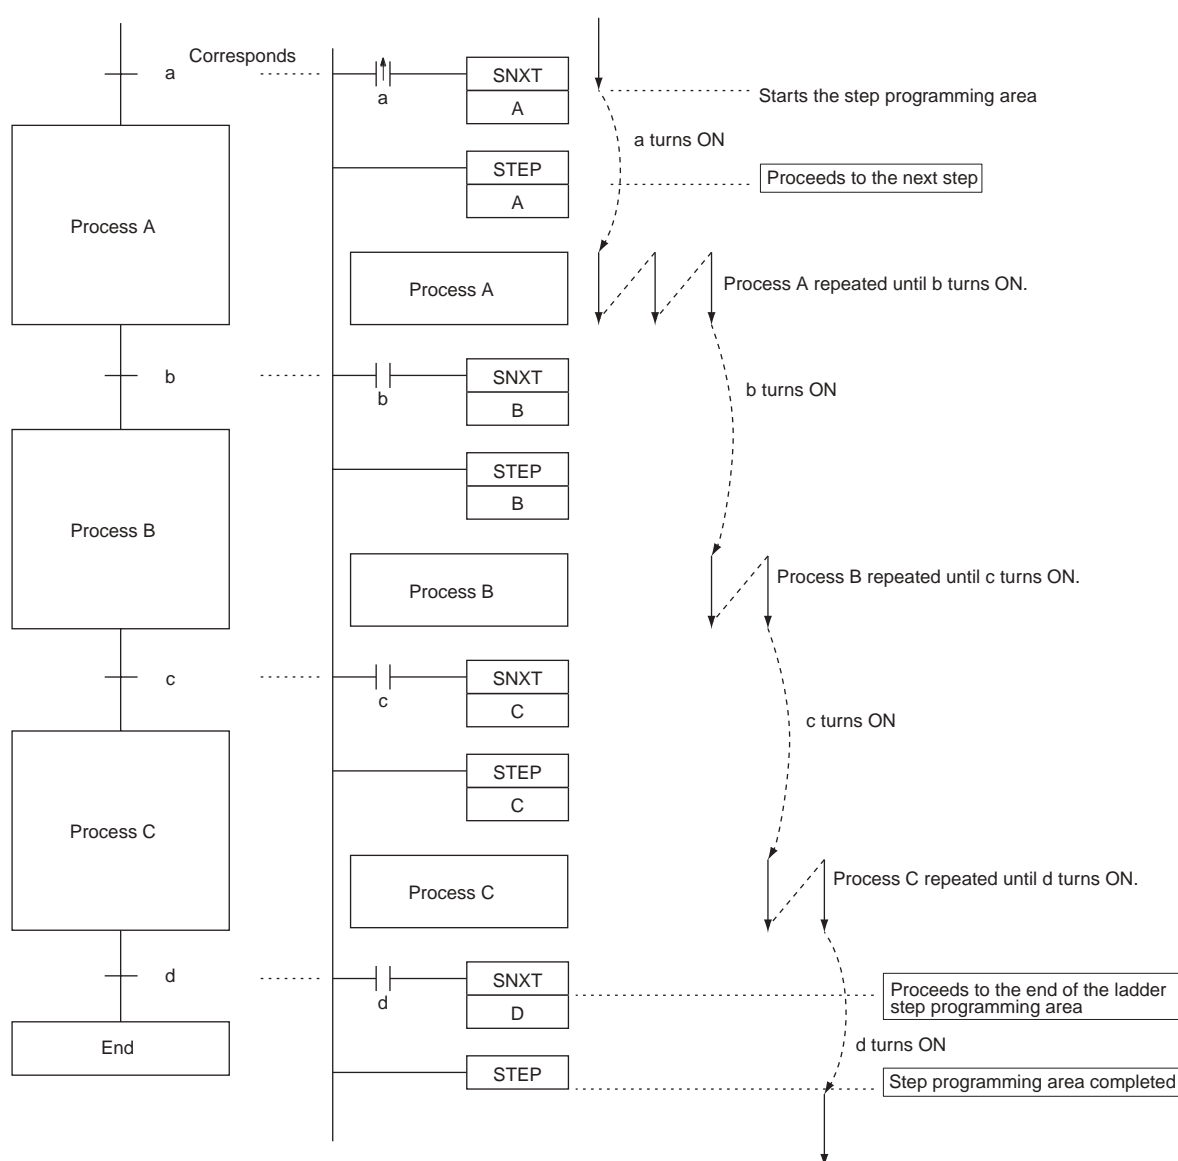 Corresponds
a
a
SNXT
A
Starts the step programming area
a turns ON
STEP
A
Proceeds to the next step
Process A
Process A
Process A repeated until b turns ON.
b
b
SNXT
B
b turns ON
STEP
B
Process B
Process B
Process B repeated until c turns ON.
c
c
SNXT
C
c turns ON
STEP
C
Process C
Process C
Process C repeated until d turns ON.
d
d
SNXT
D
Proceeds to the end of the ladder
step programming area
End
d turns ON
STEP
Step programming area completed